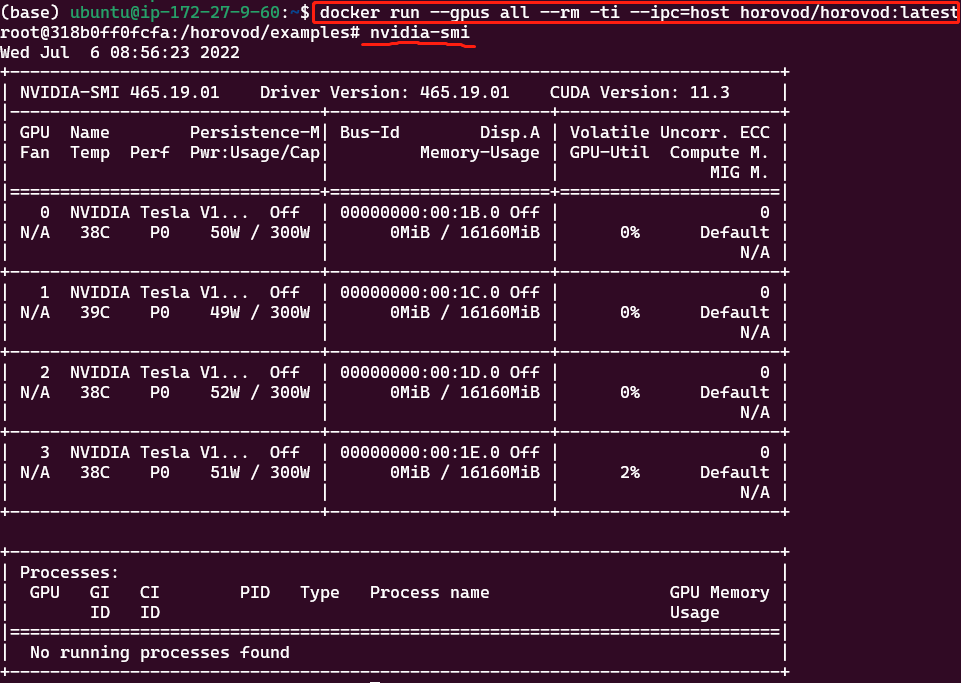 (base) ubuntu@ip-172-27-9-60:~$ docker run --gpus all --rm -ti --ipc=host horovod/horovod:latest
root@318b0ff0fcfa:/horovod/examples# nvidia-smi
Wed Jul  6 08:56:23 2022
+-----------------------------------------------------------------------------+
| NVIDIA-SMI 465.19.01    Driver Version: 465.19.01    CUDA Version: 11.3     |
|-------------------------------+----------------------+----------------------+
| GPU  Name        Persistence-M| Bus-Id        Disp.A | Volatile Uncorr. ECC |
| Fan  Temp  Perf  Pwr:Usage/Cap|         Memory-Usage | GPU-Util  Compute M. |
|                               |                      |               MIG M. |
|===============================+======================+======================|
|   0  NVIDIA Tesla V1...  Off  | 00000000:00:1B.0 Off |                    0 |
| N/A   38C    P0    50W / 300W |      0MiB / 16160MiB |      0%      Default |
|                               |                      |                  N/A |
+-------------------------------+----------------------+----------------------+
|   1  NVIDIA Tesla V1...  Off  | 00000000:00:1C.0 Off |                    0 |
| N/A   39C    P0    49W / 300W |      0MiB / 16160MiB |      0%      Default |
|                               |                      |                  N/A |
+-------------------------------+----------------------+----------------------+
|   2  NVIDIA Tesla V1...  Off  | 00000000:00:1D.0 Off |                    0 |
| N/A   38C    P0    52W / 300W |      0MiB / 16160MiB |      0%      Default |
|                               |                      |                  N/A |
+-------------------------------+----------------------+----------------------+
|   3  NVIDIA Tesla V1...  Off  | 00000000:00:1E.0 Off |                    0 |
| N/A   38C    P0    51W / 300W |      0MiB / 16160MiB |      2%      Default |
|                               |                      |                  N/A |
+-------------------------------+----------------------+----------------------+

+-----------------------------------------------------------------------------+
| Processes:                                                                  |
|  GPU   GI   CI        PID   Type   Process name                  GPU Memory |
|        ID   ID                                                   Usage      |
|=============================================================================|
|  No running processes found                                                 |
+-----------------------------------------------------------------------------+